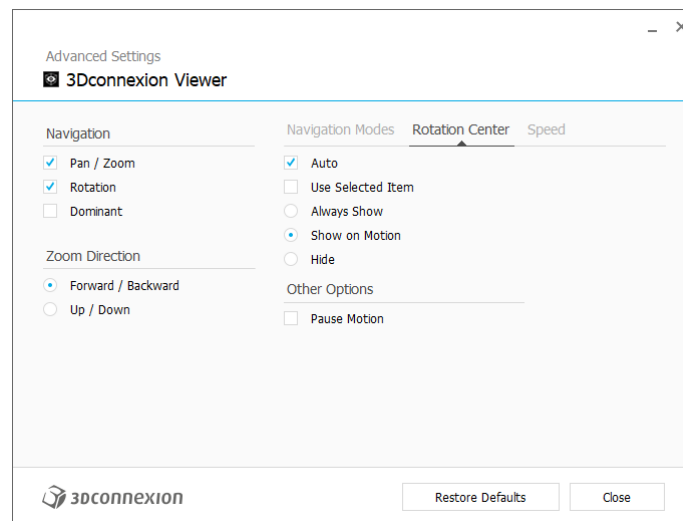 Advanced Settings
3Dconnexion Viewer
Navigation
Pan / Zoom
Rotation
Dominant
Zoom Direction
Forward / Backward
Up / Down
Navigation Modes Rotation Center Speed
Auto
Use Selected Item
Always Show
Show on Motion
Hide
Other Options
Pause Motion
3Dconnexion
Restore Defaults Close